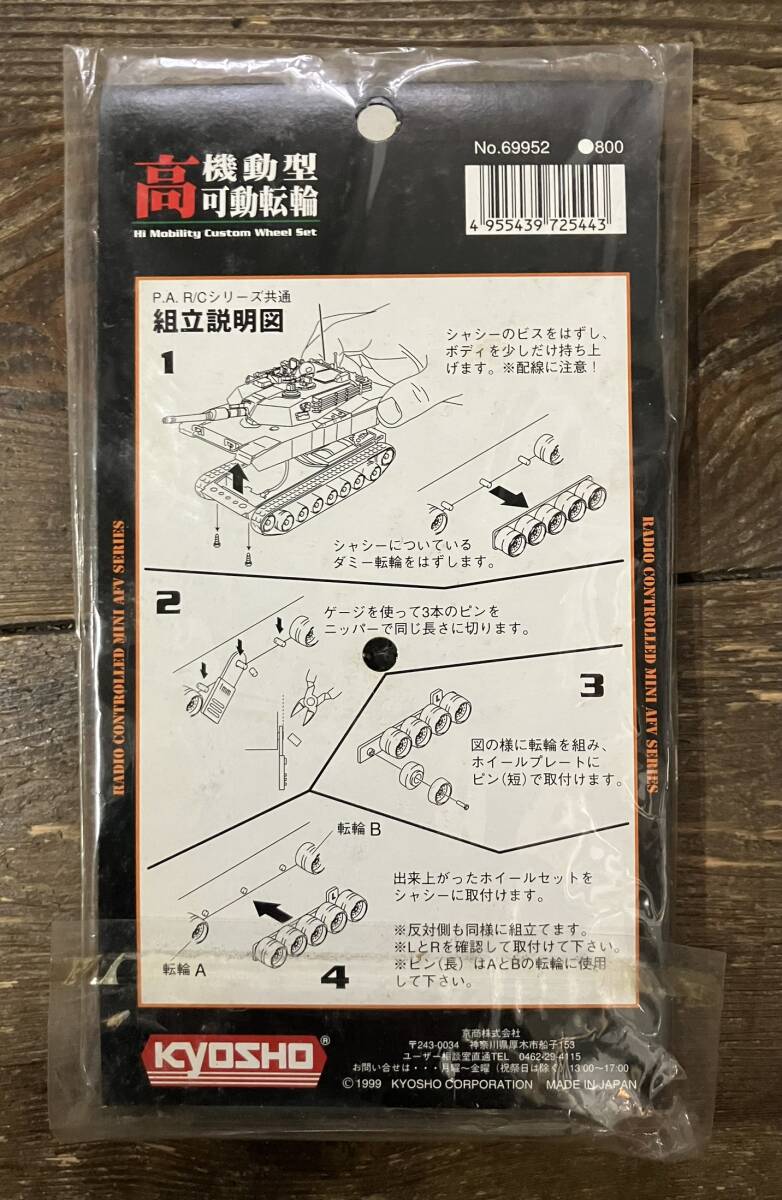 高機動型
可動転輪
Hi Mobility Custom Wheel Set
No.69952 ●800
4 955439 725443
P.A. R/Cシリーズ共通
組立説明図
1
シャシーのビスをはずし、
ボディを少しだけ持ち上
げます。※配線に注意！
シャシーについている
ダミー転輪をはずします。
2
ゲージを使って3本のピンを
ニッパーで同じ長さに切ります。
3
図の様に転輪を組み、
ホイールプレートに
ピン(短)で取付けます。
L
転輪 B
L
転輪 A
4
出来上がったホイールセットを
シャシーに取付けます。
※反対側も同様に組立てます。
※LとRを確認して取付けて下さい。
※ピン(長)はAとBの転輪に使用
して下さい。
RADIO CONTROLLED MINI AFV SERIES
RADIO CONTROLLED MINI AFV SERIES
KYOSHO®
京商株式会社
〒243-0034 神奈川県厚木市船子153
ユーザー相談室直通TEL 0462-29-4115
お問い合せは・・・月曜〜金曜(祝祭日は除く)13:00〜17:00
©1999 KYOSHO CORPORATION MADE IN JAPAN